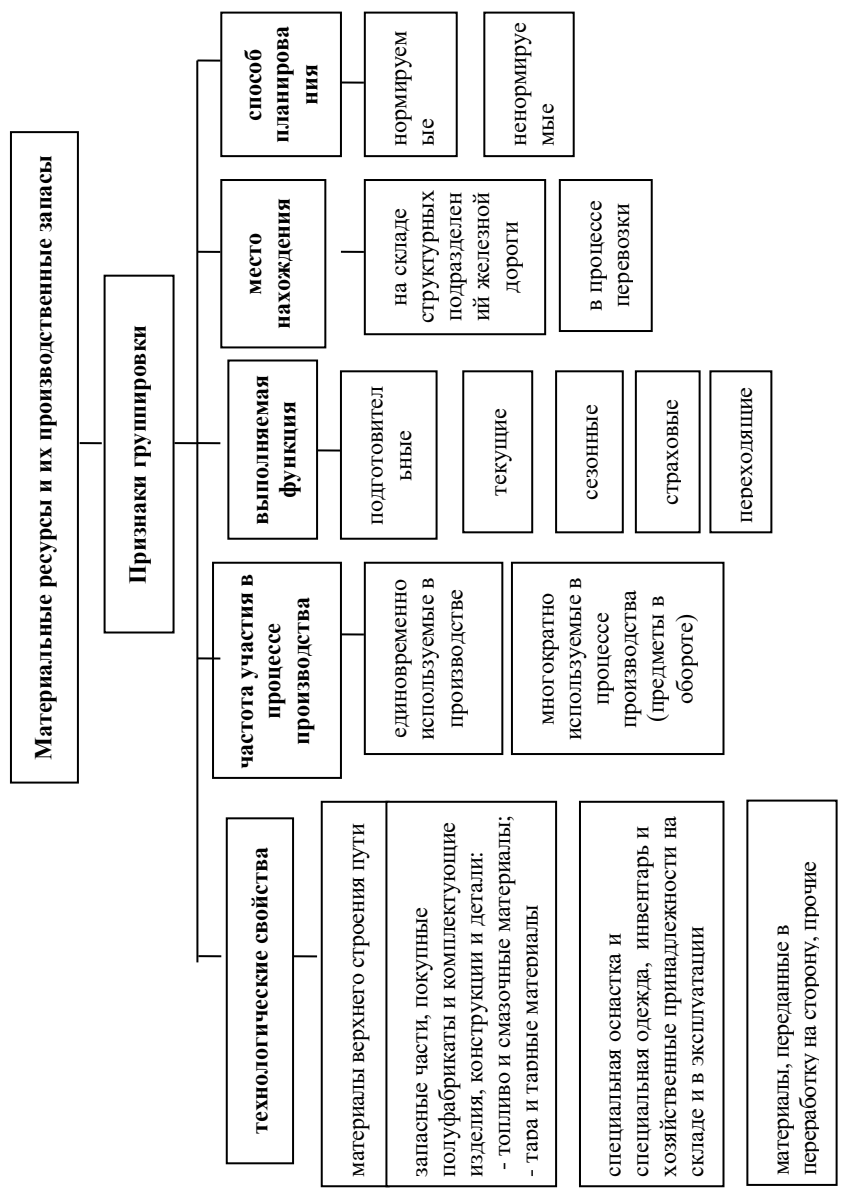 Материальные ресурсы и их производственные запасы
Признаки группировки
технологические свойства
материалы верхнего строения пути
запасные части, покупные
полуфабрикаты и комплектующие
изделия, конструкции и детали:
- топливо и смазочные материалы;
- тара и тарные материалы
специальная оснастка и
специальная одежда, инвентарь и
хозяйственные принадлежности на
складе и в эксплуатации
материалы, переданные в
переработку на сторону, прочие
частота участия в
процессе
производства
единовременно
используемые в
производстве
многократно
используемые в
процессе
производства
(предметы в
обороте)
выполняемая
функция
подготовител
ьные
текущие
сезонные
страховые
переходящие
место
нахождения
на складе
структурных
подразделен
ий железной
дороги
в процессе
перевозки
способ
планирова
ния
нормируем
ые
ненормируе
мые